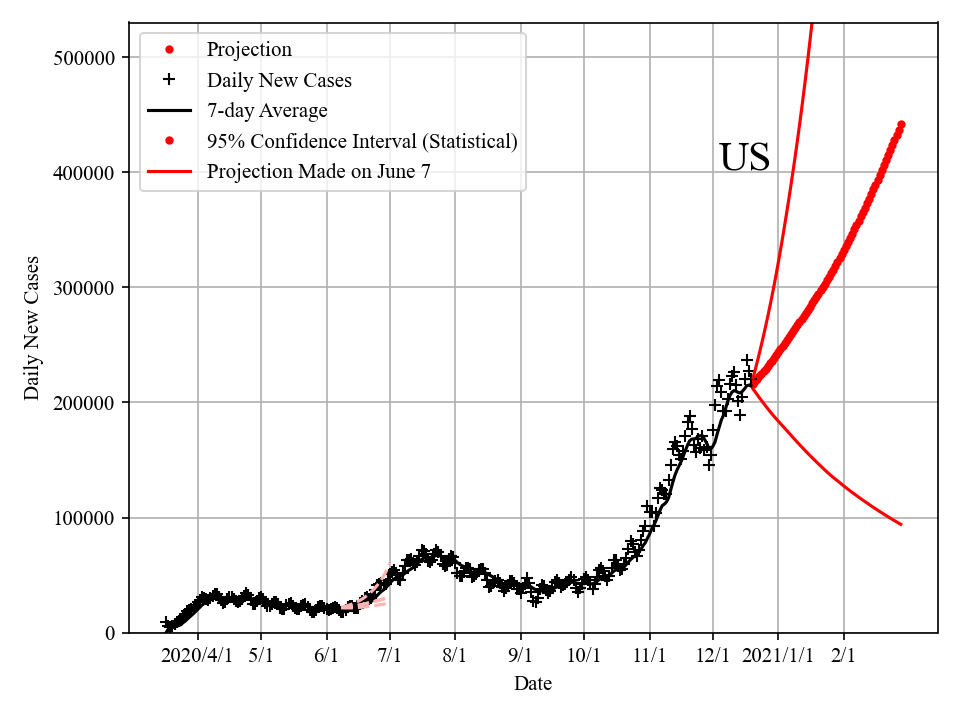 Projection
Daily New Cases
7-day Average
95% Confidence Interval (Statistical)
Projection Made on June 7
US
500000
400000
300000
200000
100000
0
Daily New Cases
2020/4/1 5/1 6/1 7/1 8/1 9/1 10/1 11/1 12/1 2021/1/1 2/1
Date